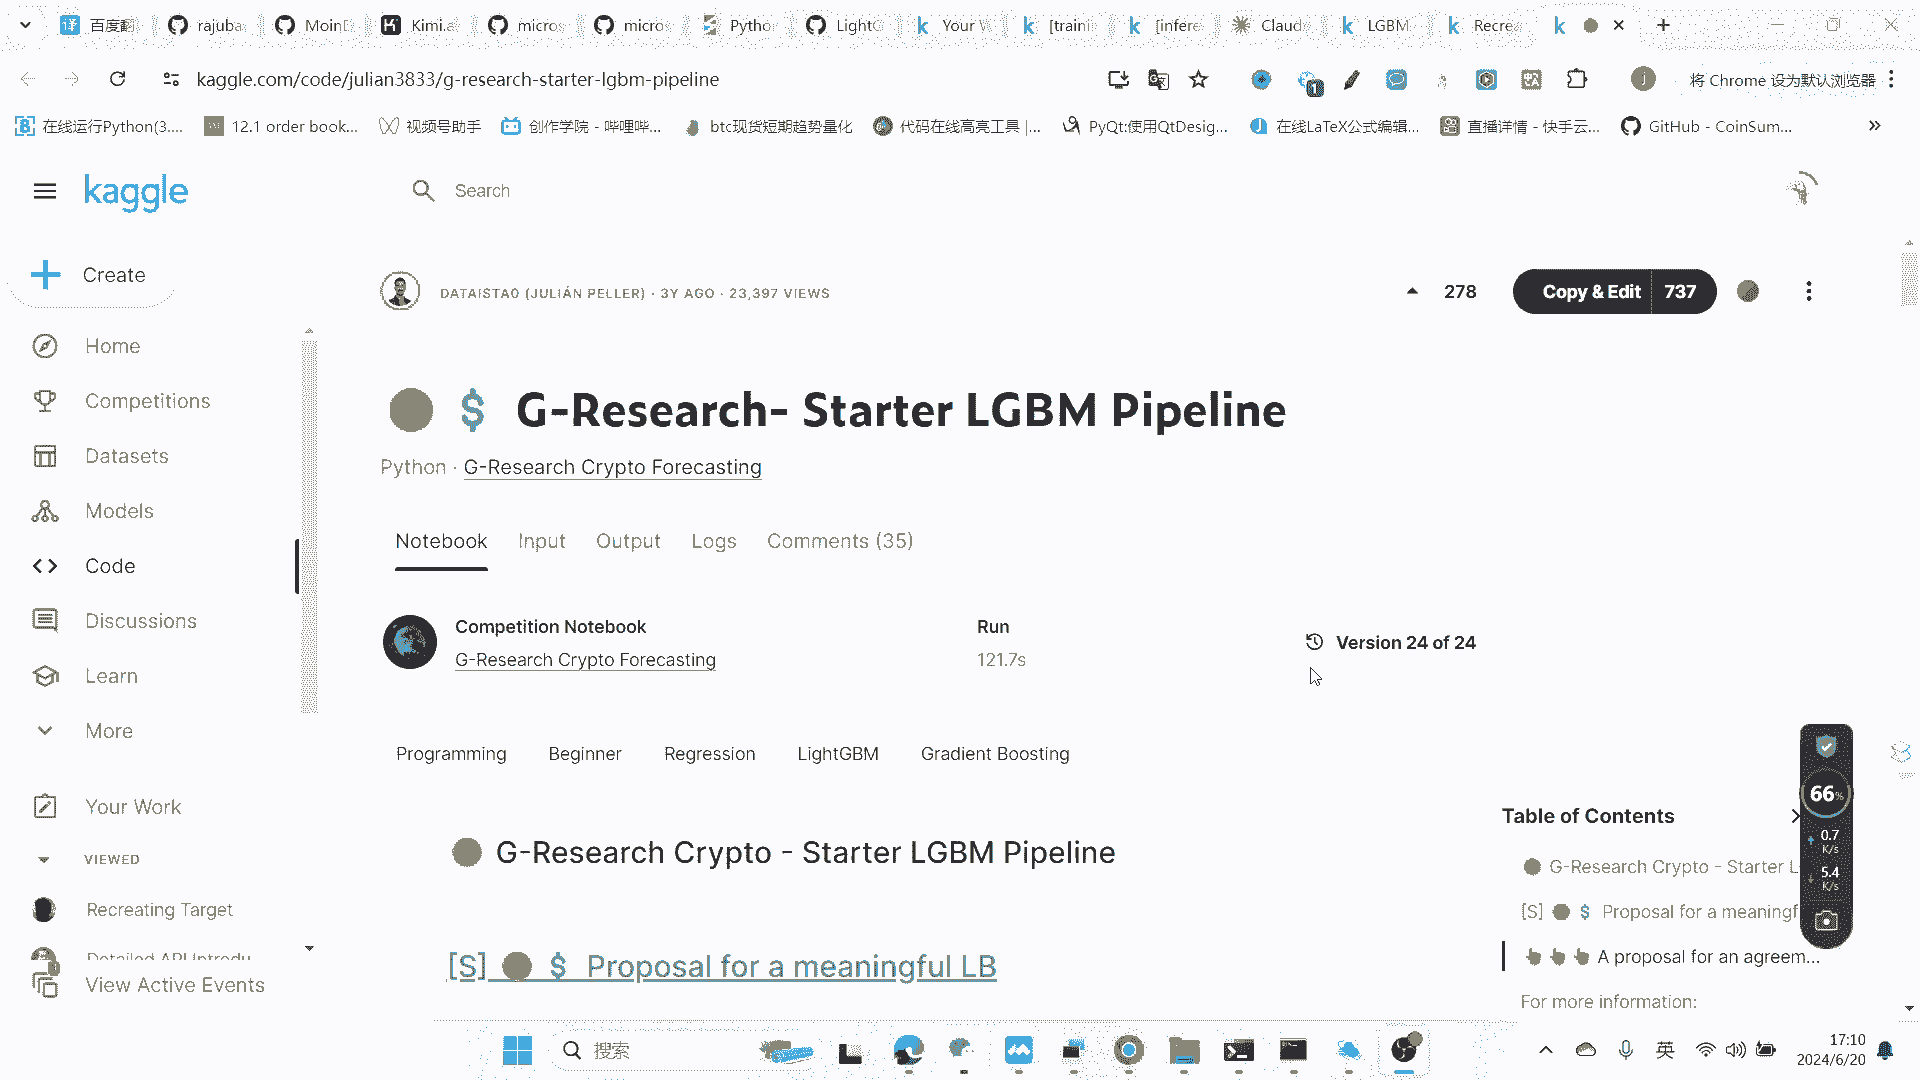 百度翻
rajuba
MoinD
Kimi.a
micros
micros
Pytho
LightG
Your W
[traini
[infere
Claud
LGBM
Recrea
kaggle.com/code/julian3833/g-research-starter-lgbm-pipeline
将 Chrome 设为默认浏览器
在线运行Python(3....
12.1 order book...
视频号助手
创作学院 - 哔哩哔...
btc现货短期趋势量化
代码在线高亮工具 |...
PyQt:使用QtDesig...
在线LaTeX公式编辑...
直播详情 - 快手云...
GitHub - CoinSum...
kaggle
Search
Create
DATAISTA0 (JULIÁN PELLER) · 3Y AGO · 23,397 VIEWS
278
Copy & Edit 737
Home
Competitions
Datasets
Models
Code
Discussions
Learn
More
Your Work
VIEWED
Recreating Target
Detailed API Introdu
View Active Events
$ G-Research- Starter LGBM Pipeline
Python · G-Research Crypto Forecasting
Notebook Input Output Logs Comments (35)
Competition Notebook
G-Research Crypto Forecasting
Run
121.7s
Version 24 of 24
Programming Beginner Regression LightGBM Gradient Boosting
G-Research Crypto - Starter LGBM Pipeline
[S] $ Proposal for a meaningful LB
Table of Contents
G-Research Crypto - Starter L
[S] $ Proposal for a meaningf
A proposal for an agreem...
For more information:
66%
0.7
K/s
5.4
K/s
搜索
英
17:10
2024/6/20